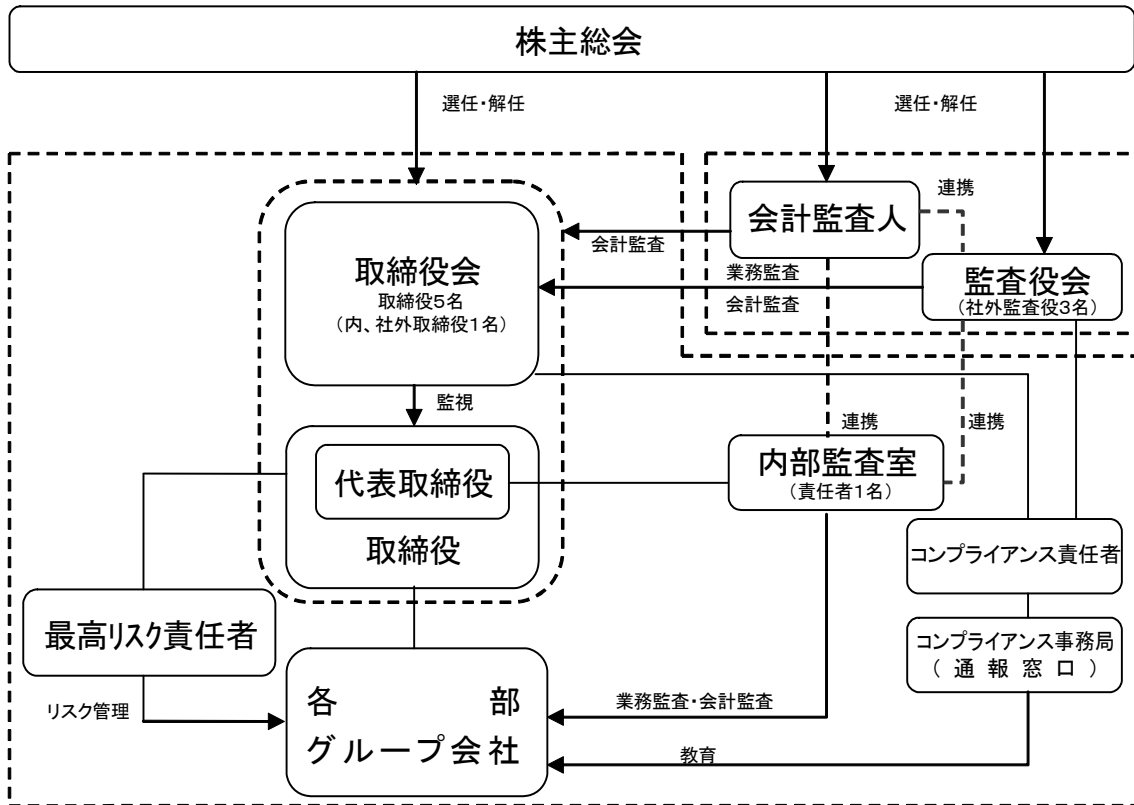 株主総会
選任・解任
選任・解任
連携
会計監査人
会計監査
取締役会
取締役5名
（内、社外取締役1名）
業務監査
会計監査
監査役会
（社外監査役3名）
監視
連携
連携
代表取締役
取締役
内部監査室
（責任者1名）
コンプライアンス責任者
最高リスク責任者
コンプライアンス事務局
（通報窓口）
リスク管理
各部
グループ会社
業務監査・会計監査
教育